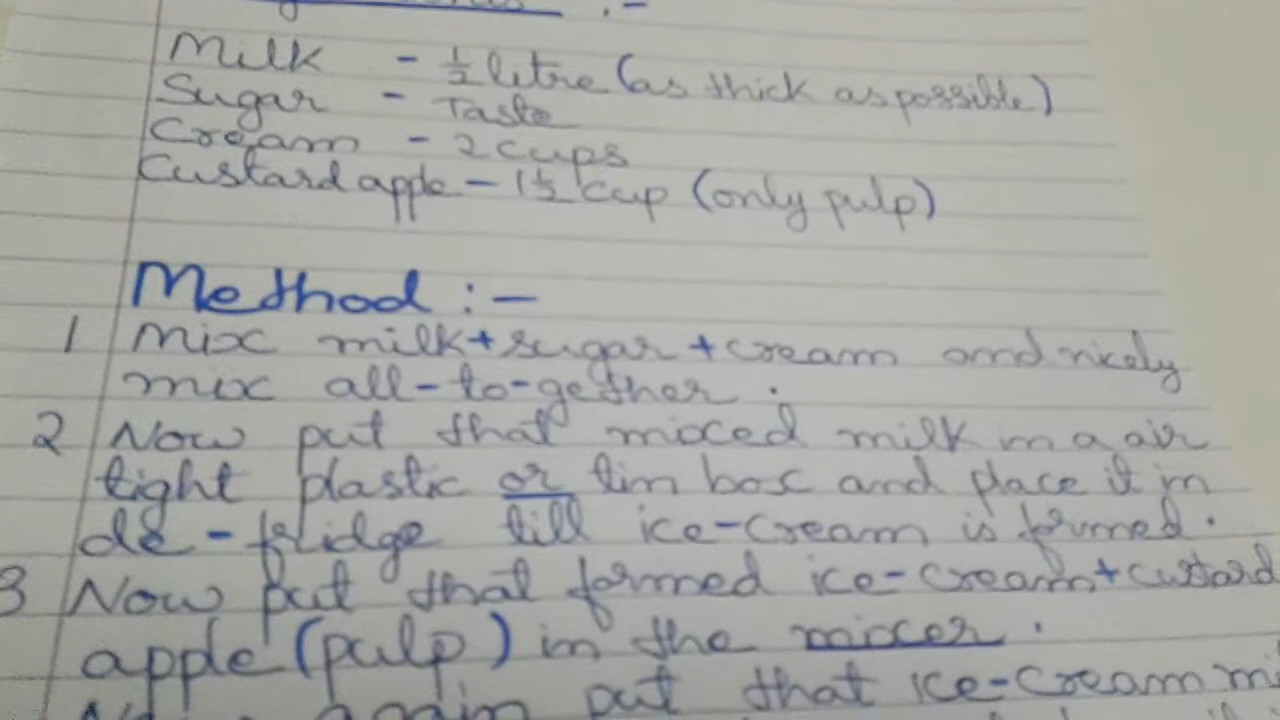 :-
Milk - 1/2 litre (as thick as possible)
Sugar - Taste
Cream - 2 cups
Custard apple - 1 1/2 cup (only pulp)
Method :-
1 Mix milk + sugar + cream and nicely
mix all-to-gether .
2 Now put that mixed milk in a air
tight plastic or tin box and place it in
de-fridge till ice-cream is formed .
3 Now put that formed ice-cream + custard
apple (pulp) in the mixer .
again put that ice-cream